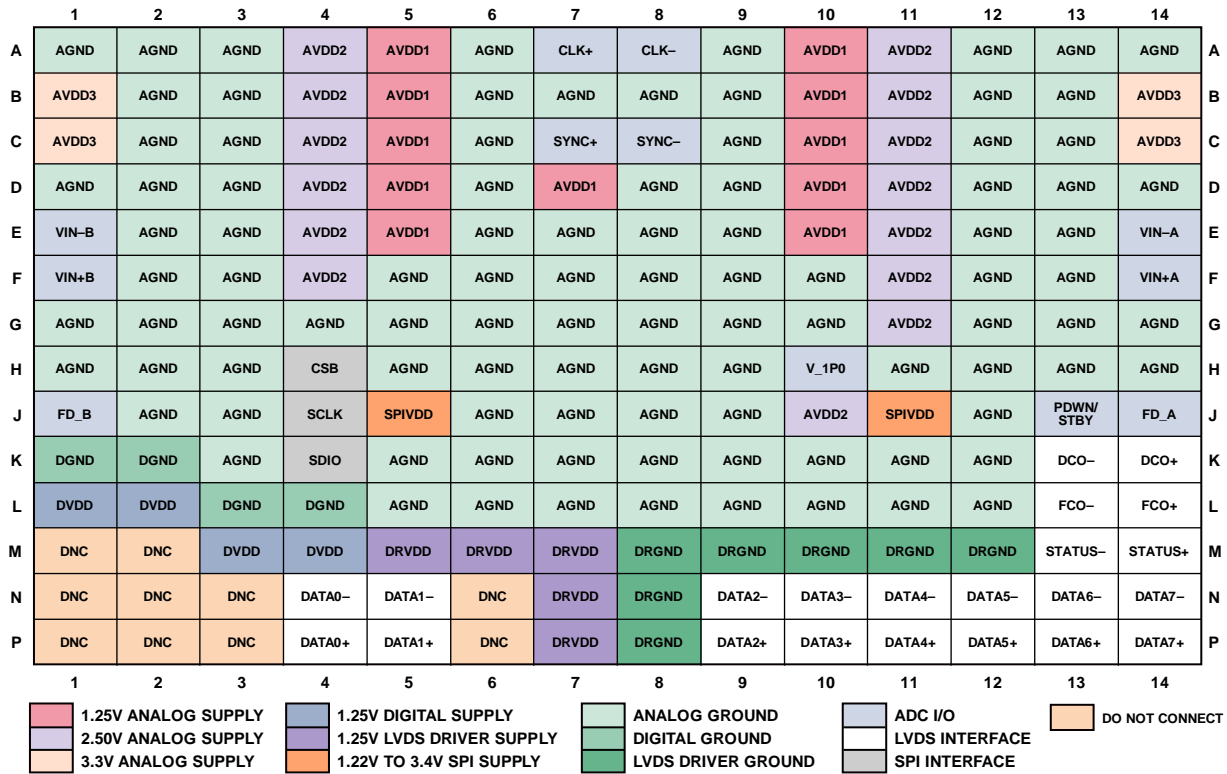 1 2 3 4 5 6 7 8 9 10 11 12 13 14
A AGND AGND AGND AVDD2 AVDD1 AGND CLK+ CLK– AGND AVDD1 AVDD2 AGND AGND AGND A
B AVDD3 AGND AGND AVDD2 AVDD1 AGND AGND AGND AGND AVDD1 AVDD2 AGND AGND AVDD3 B
C AVDD3 AGND AGND AVDD2 AVDD1 AGND SYNC+ SYNC– AGND AVDD1 AVDD2 AGND AGND AVDD3 C
D AGND AGND AGND AVDD2 AVDD1 AGND AVDD1 AGND AGND AVDD1 AVDD2 AGND AGND AGND D
E VIN–B AGND AGND AVDD2 AVDD1 AGND AGND AGND AGND AVDD1 AVDD2 AGND AGND VIN–A E
F VIN+B AGND AGND AVDD2 AGND AGND AGND AGND AGND AGND AVDD2 AGND AGND VIN+A F
G AGND AGND AGND AGND AGND AGND AGND AGND AGND AGND AVDD2 AGND AGND AGND G
H AGND AGND AGND CSB AGND AGND AGND AGND AGND V_1P0 AGND AGND AGND AGND H
J FD_B AGND AGND SCLK SPIVDD AGND AGND AGND AGND AVDD2 SPIVDD AGND PDWN/ STBY FD_A J
K DGND DGND AGND SDIO AGND AGND AGND AGND AGND AGND AGND AGND DCO– DCO+ K
L DVDD DVDD DGND DGND AGND AGND AGND AGND AGND AGND AGND AGND FCO– FCO+ L
M DNC DNC DVDD DVDD DRVDD DRVDD DRVDD DRGND DRGND DRGND DRGND DRGND STATUS– STATUS+ M
N DNC DNC DNC DATA0– DATA1– DNC DRVDD DRGND DATA2– DATA3– DATA4– DATA5– DATA6– DATA7– N
P DNC DNC DNC DATA0+ DATA1+ DNC DRVDD DRGND DATA2+ DATA3+ DATA4+ DATA5+ DATA6+ DATA7+ P
1 2 3 4 5 6 7 8 9 10 11 12 13 14
1.25V ANALOG SUPPLY
2.50V ANALOG SUPPLY
3.3V ANALOG SUPPLY
1.25V DIGITAL SUPPLY
1.25V LVDS DRIVER SUPPLY
1.22V TO 3.4V SPI SUPPLY
ANALOG GROUND
DIGITAL GROUND
LVDS DRIVER GROUND
ADC I/O
LVDS INTERFACE
SPI INTERFACE
DO NOT CONNECT